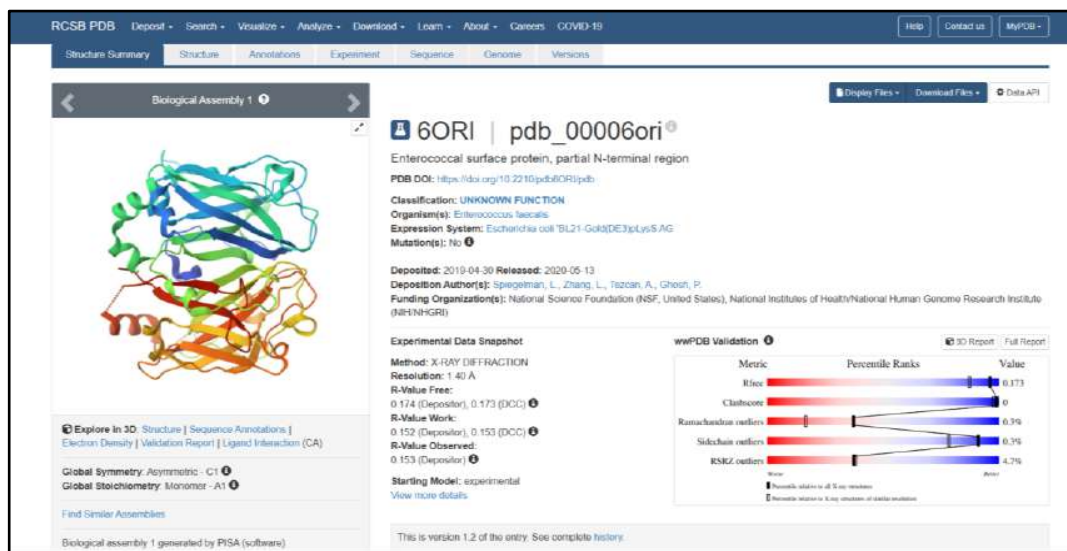 RCSB PDB Deposit Search Visualize Analyze Download Learn About Careers COVID-19 Help Contact us MyPDB
Structure Summary Structure Annotations Experiment Sequence Genome Versions
Biological Assembly 1
Display Files Download Files Data API
6ORI | pdb_00006ori
Enterococcal surface protein, partial N-terminal region
PDB DOI: https://doi.org/10.2210/pdb6ORI/pdb
Classification: UNKNOWN FUNCTION
Organism(s): Enterococcus faecalis
Expression System: Escherichia coli 'BL21-Gold(DE3)pLysS AG
Mutation(s): No
Deposited: 2019-04-30 Released: 2020-05-13
Deposition Author(s): Spiegelman, L., Zhang, L., Tezcan, A., Ghosh, P.
Funding Organization(s): National Science Foundation (NSF, United States), National Institutes of Health/National Human Genome Research Institute
(NIH/NHGRI)
Experimental Data Snapshot
Method: X-RAY DIFFRACTION
Resolution: 1.40 Å
R-Value Free:
0.174 (Depositor), 0.173 (DCC)
R-Value Work:
0.152 (Depositor), 0.153 (DCC)
R-Value Observed:
0.153 (Depositor)
Starting Model: experimental
View more details
wwPDB Validation 3D Report Full Report
Metric Percentile Ranks Value
Rfree 0.173
Clashscore 0
Ramachandran outliers 0.3%
Sidechain outliers 0.3%
RSRZ outliers 4.7%
Worse Better
Percentile relative to all X-ray structures
Percentile relative to X-ray structures of similar resolution
Explore in 3D: Structure | Sequence Annotations |
Electron Density | Validation Report | Ligand Interaction (CA)
Global Symmetry: Asymmetric - C1
Global Stoichiometry: Monomer - A1
Find Similar Assemblies
Biological assembly 1 generated by PISA (software)
This is version 1.2 of the entry. See complete history.